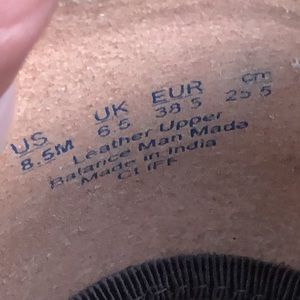 US UK EUR cm
8.5M 6.5 38.5 25.5
Leather Upper
Balance Man Made
Made in India